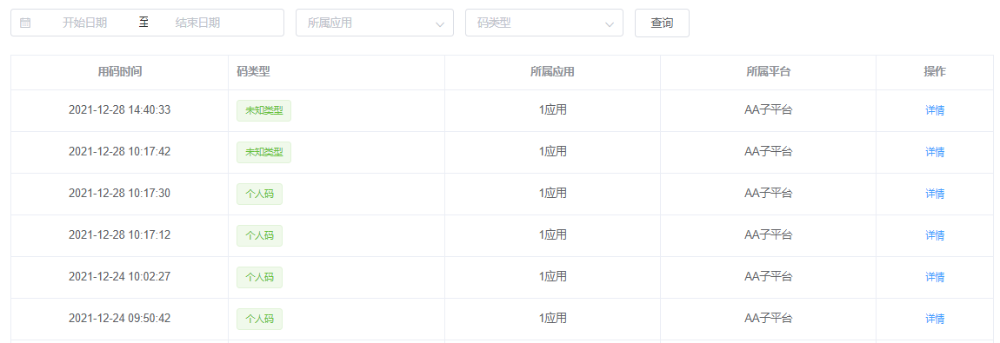 开始日期 至 结束日期 所属应用 码类型 查询
用码时间 码类型 所属应用 所属平台 操作
2021-12-28 14:40:33 未知类型 1应用 AA子平台 详情
2021-12-28 10:17:42 未知类型 1应用 AA子平台 详情
2021-12-28 10:17:30 个人码 1应用 AA子平台 详情
2021-12-28 10:17:12 个人码 1应用 AA子平台 详情
2021-12-24 10:02:27 个人码 1应用 AA子平台 详情
2021-12-24 09:50:42 个人码 1应用 AA子平台 详情